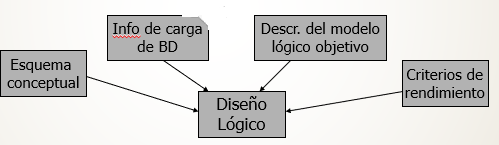 Info de carga
de BD
Descr. del modelo
lógico objetivo
Esquema
conceptual
Criterios de
rendimiento
Diseño
Lógico